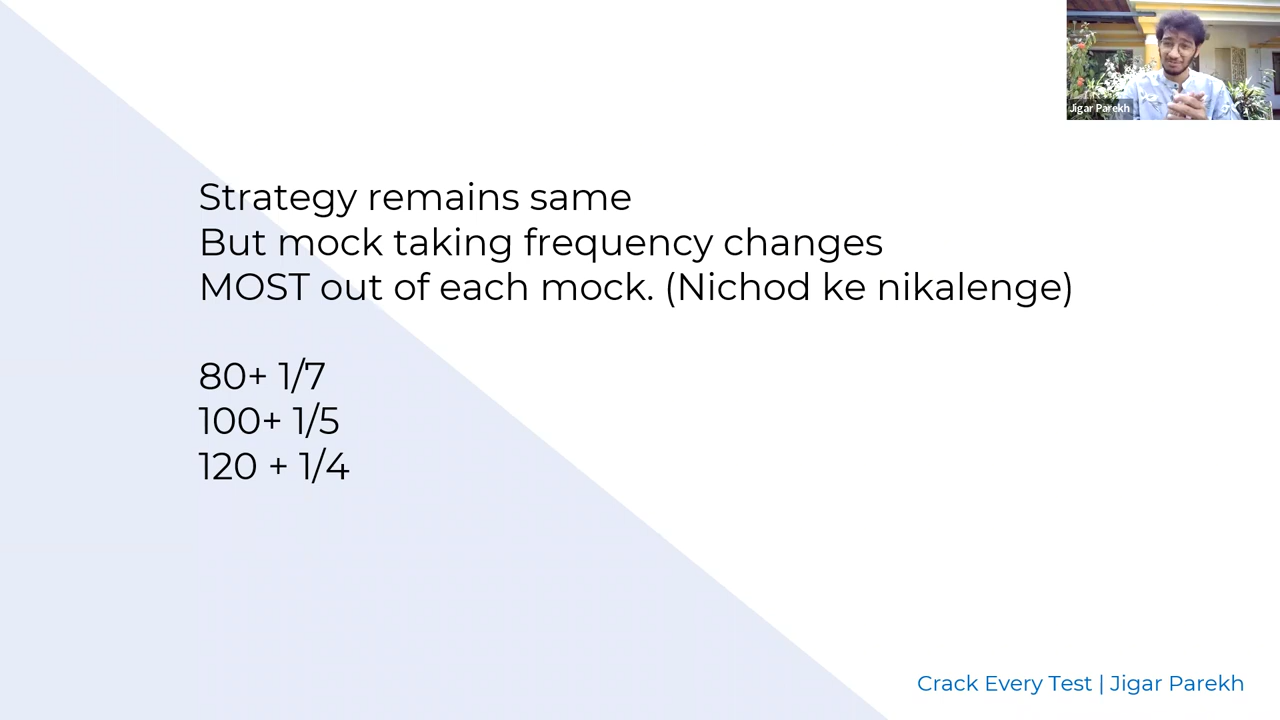 Jigar Parekh
Strategy remains same
But mock taking frequency changes
MOST out of each mock. (Nichod ke nikalenge)
80+ 1/7
100+ 1/5
120 + 1/4
Crack Every Test | Jigar Parekh